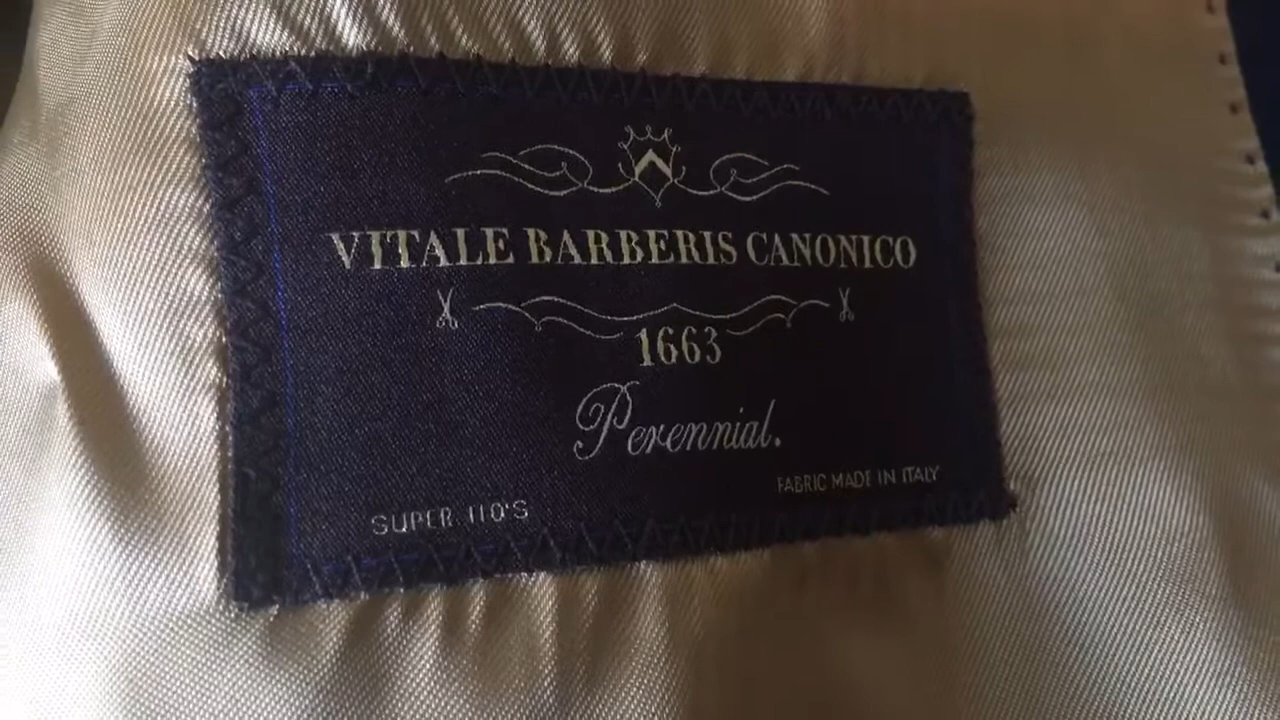 VITALE BARBERIS CANONICO
1663
Perennial.
FABRIC MADE IN ITALY
SUPER 110'S